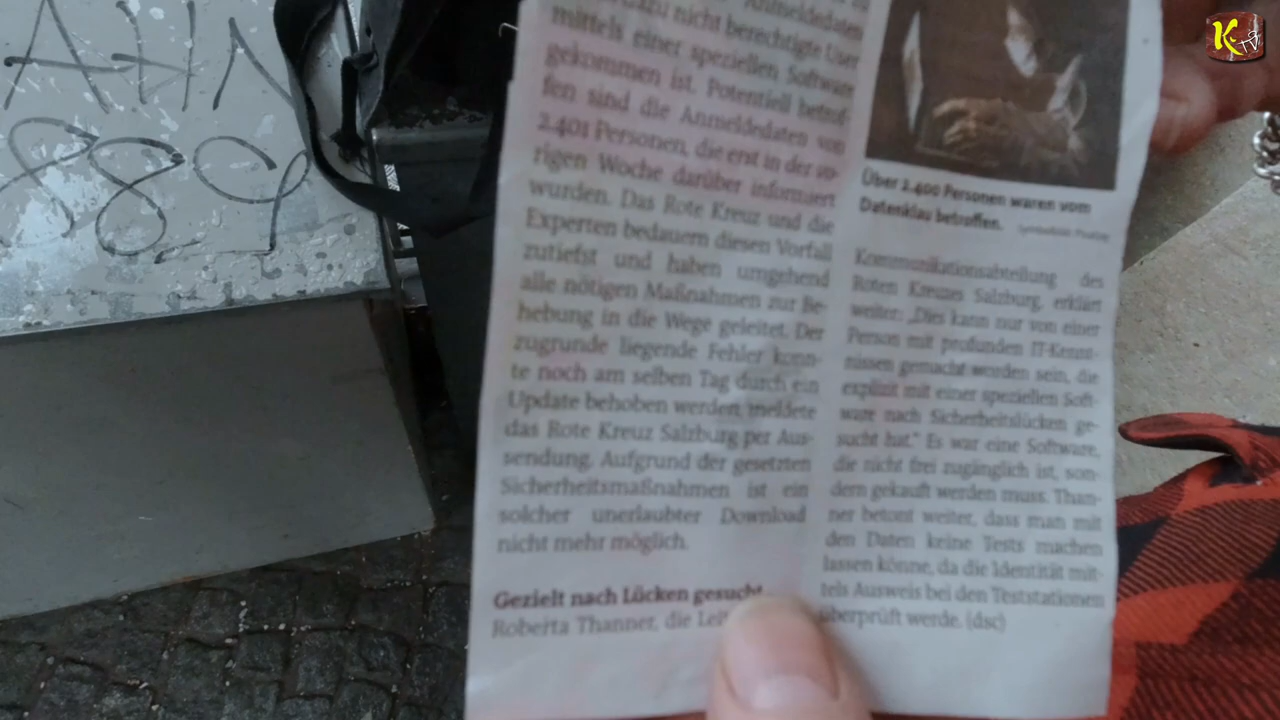 Anmeldedaten
dazu nicht berechtigte User
mittels einer speziellen Software
gekommen ist. Potentiell betrof-
fen sind die Anmeldedaten von
2.401 Personen, die erst in der vo-
rigen Woche darüber informiert
wurden. Das Rote Kreuz und die
Experten bedauern diesen Vorfall
zutiefst und haben umgehend
alle nötigen Maßnahmen zur Be-
hebung in die Wege geleitet. Der
zugrunde liegende Fehler konn-
te noch am selben Tag durch ein
Update behoben werden, meldete
das Rote Kreuz Salzburg per Aus-
sendung. Aufgrund der gesetzten
Sicherheitsmaßnahmen ist ein
solcher unerlaubter Download
nicht mehr möglich.
Gezielt nach Lücken gesucht
Roberta Thanner, die Leit
Über 2.400 Personen waren vom
Datenklau betroffen.
Kommunikationsabteilung des
Roten Kreuzes Salzburg, erklärt
weiter: „Dies kann nur von einer
Person mit profunden IT-Kennt-
nissen gemacht worden sein, die
explizit mit einer speziellen Soft-
ware nach Sicherheitslücken ge-
sucht hat.“ Es war eine Software,
die nicht frei zugänglich ist, son-
dern gekauft werden muss. Than-
ner betont weiter, dass man mit
den Daten keine Tests machen
lassen könne, da die Identität mit-
tels Ausweis bei den Teststationen
überprüft werde. (dsc)